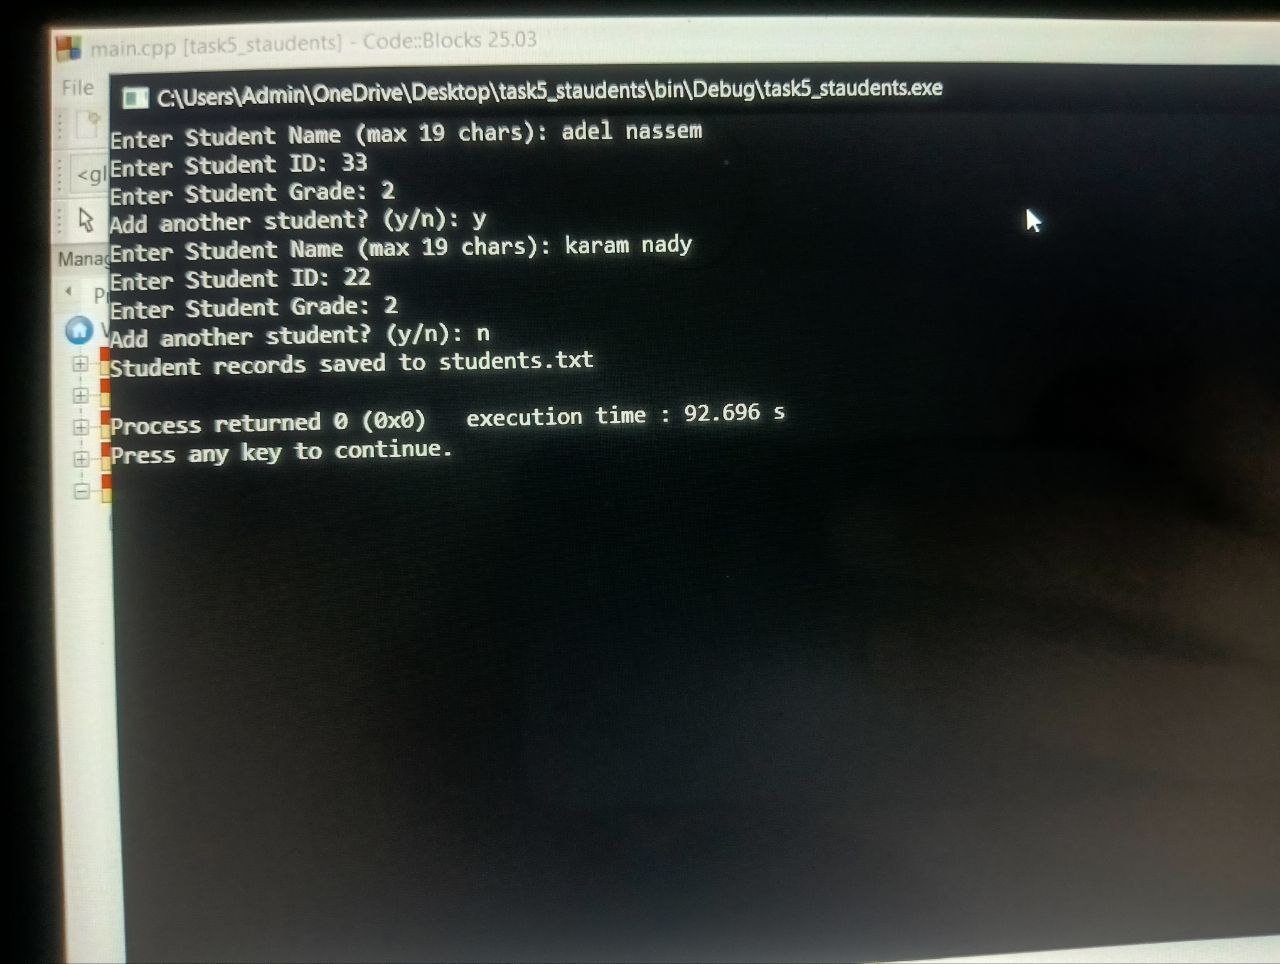 main.cpp [task5_staudents] - Code::Blocks 25.03
File
C:\Users\Admin\OneDrive\Desktop\task5_staudents\bin\Debug\task5_staudents.exe
Enter Student Name (max 19 chars): adel nassem
Enter Student ID: 33
<gl
Enter Student Grade: 2
Add another student? (y/n): y
Enter Student Name (max 19 chars): karam nady
Manag
Enter Student ID: 22
Enter Student Grade: 2
Add another student? (y/n): n
Student records saved to students.txt
Process returned 0 (0x0)   execution time : 92.696 s
Press any key to continue.